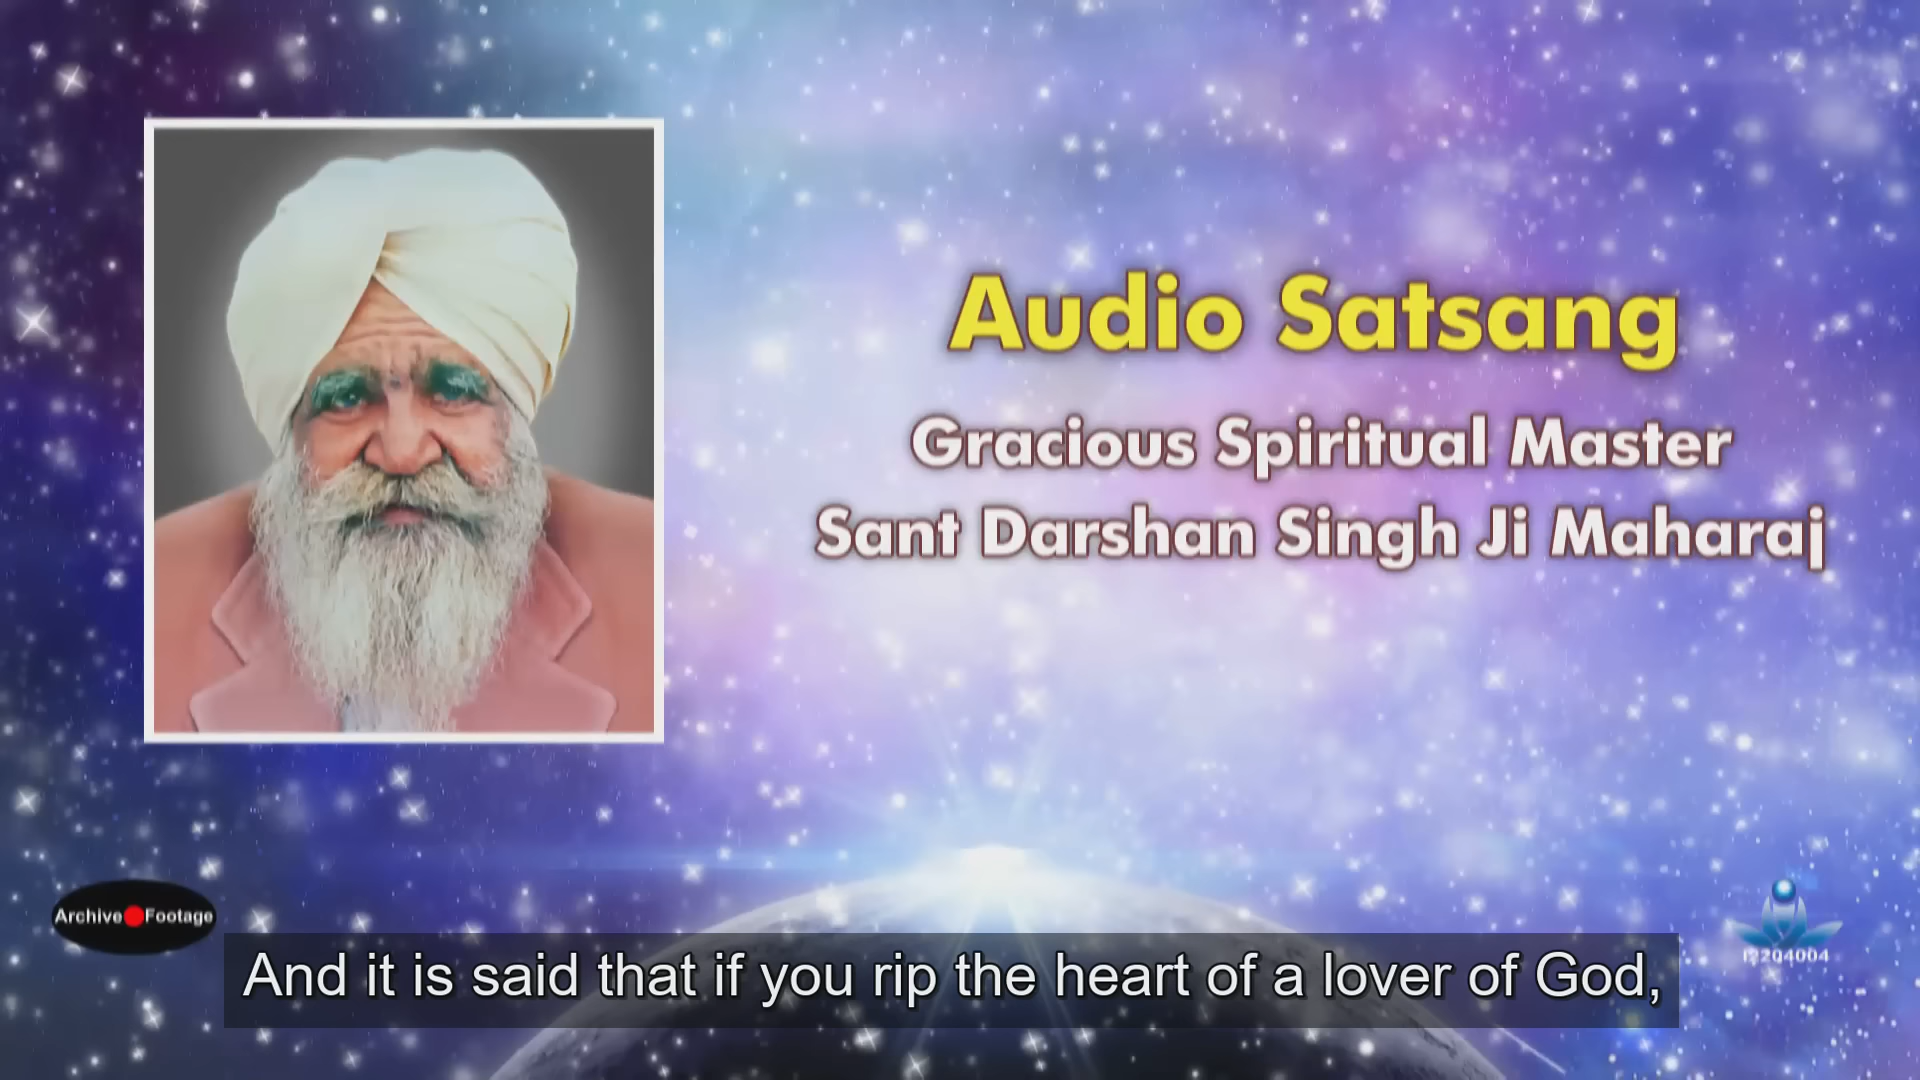 Audio Satsang
Gracious Spiritual Master
Sant Darshan Singh Ji Maharaj
Archive Footage
And it is said that if you rip the heart of a lover of God,